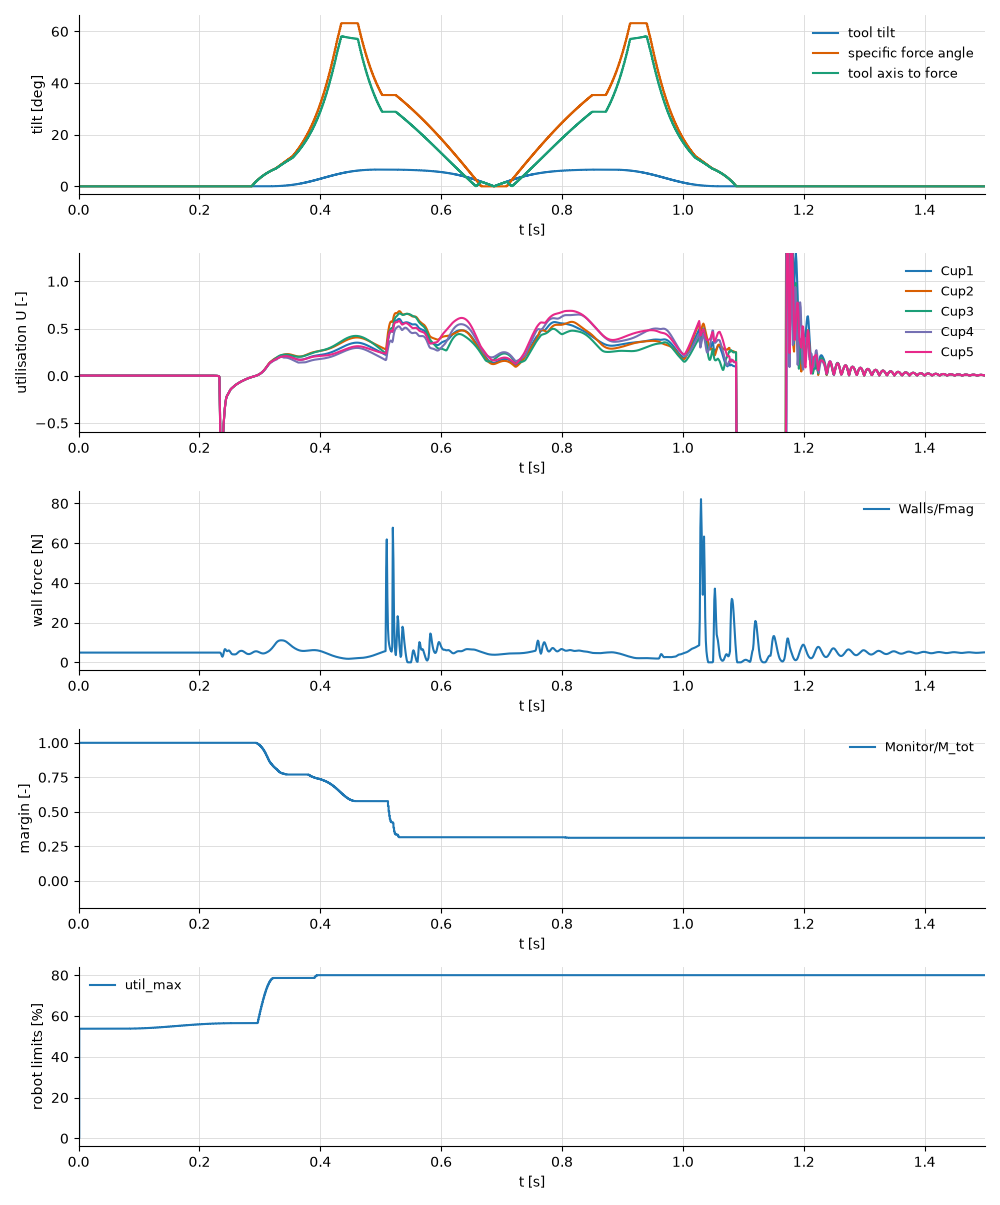 tilt [deg]
60
40
20
0
tool tilt
specific force angle
tool axis to force
0.0 0.2 0.4 0.6 0.8 1.0 1.2 1.4
t [s]
utilisation U [-]
1.0
0.5
0.0
−0.5
Cup1
Cup2
Cup3
Cup4
Cup5
0.0 0.2 0.4 0.6 0.8 1.0 1.2 1.4
t [s]
wall force [N]
80
60
40
20
0
Walls/Fmag
0.0 0.2 0.4 0.6 0.8 1.0 1.2 1.4
t [s]
margin [-]
1.00
0.75
0.50
0.25
0.00
Monitor/M_tot
0.0 0.2 0.4 0.6 0.8 1.0 1.2 1.4
t [s]
robot limits [%]
80
60
40
20
0
util_max
0.0 0.2 0.4 0.6 0.8 1.0 1.2 1.4
t [s]